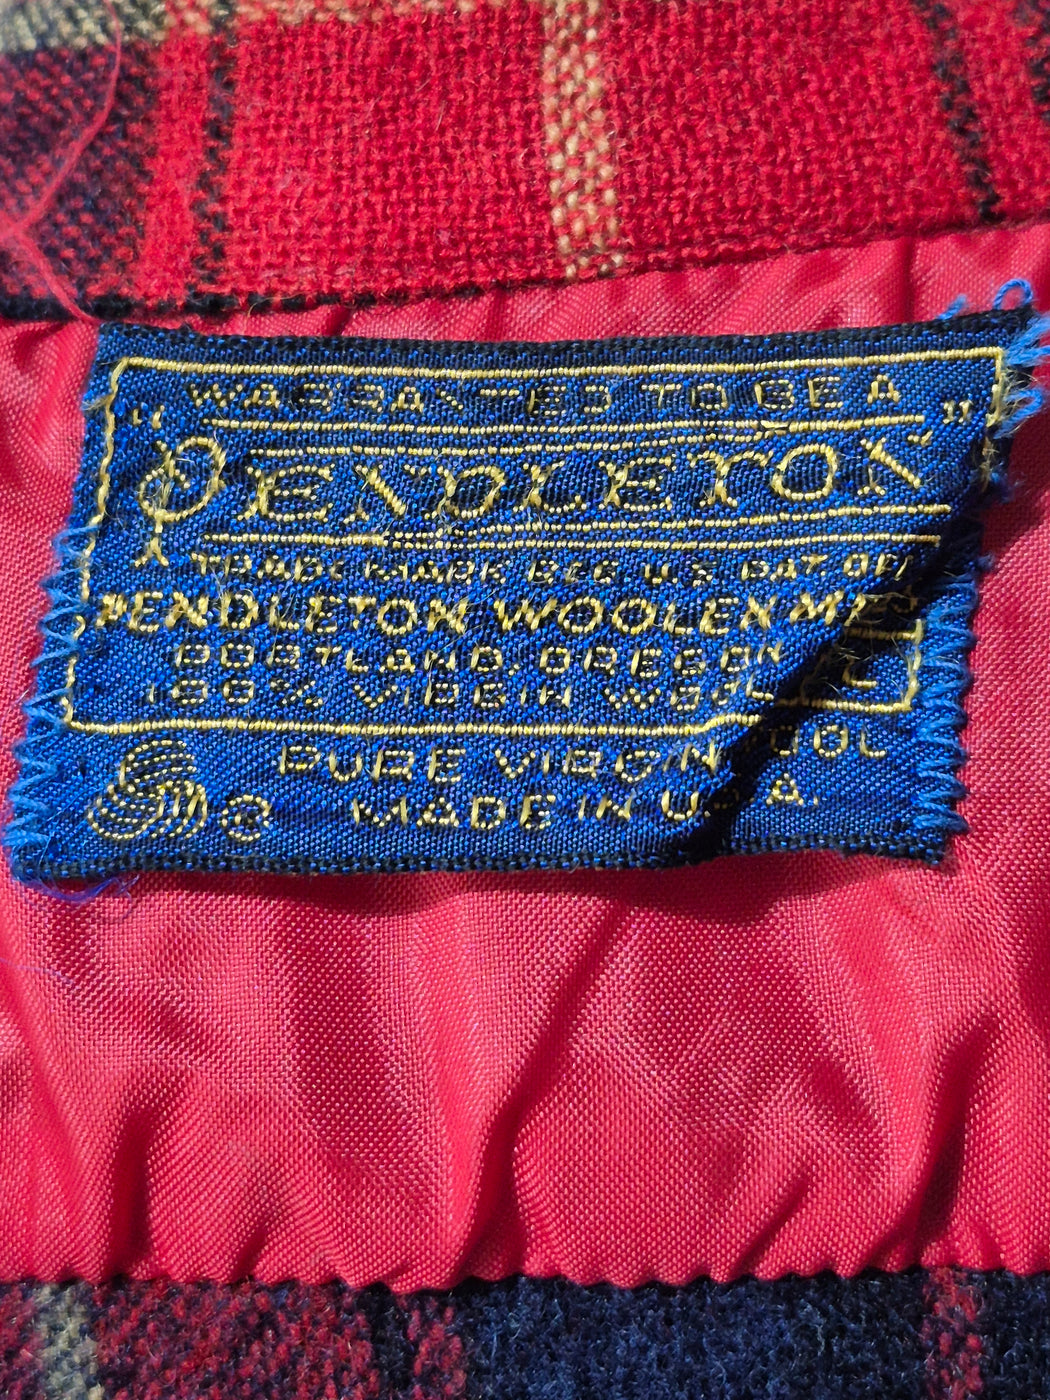 WARRANTED TO BE A
"PENDLETON"
TRADE MARK REG. U.S. PAT. OFF.
PENDLETON WOOLEN MILLS
PORTLAND, OREGON
100% VIRGIN WOOL
PURE VIRGIN WOOL
® MADE IN U.S.A.